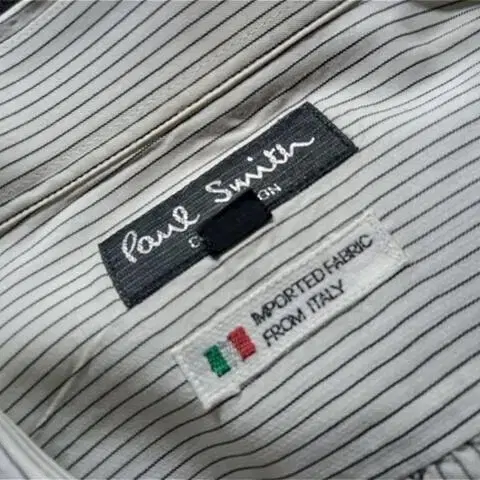 Paul Smith
IMPORTED FABRIC
FROM ITALY